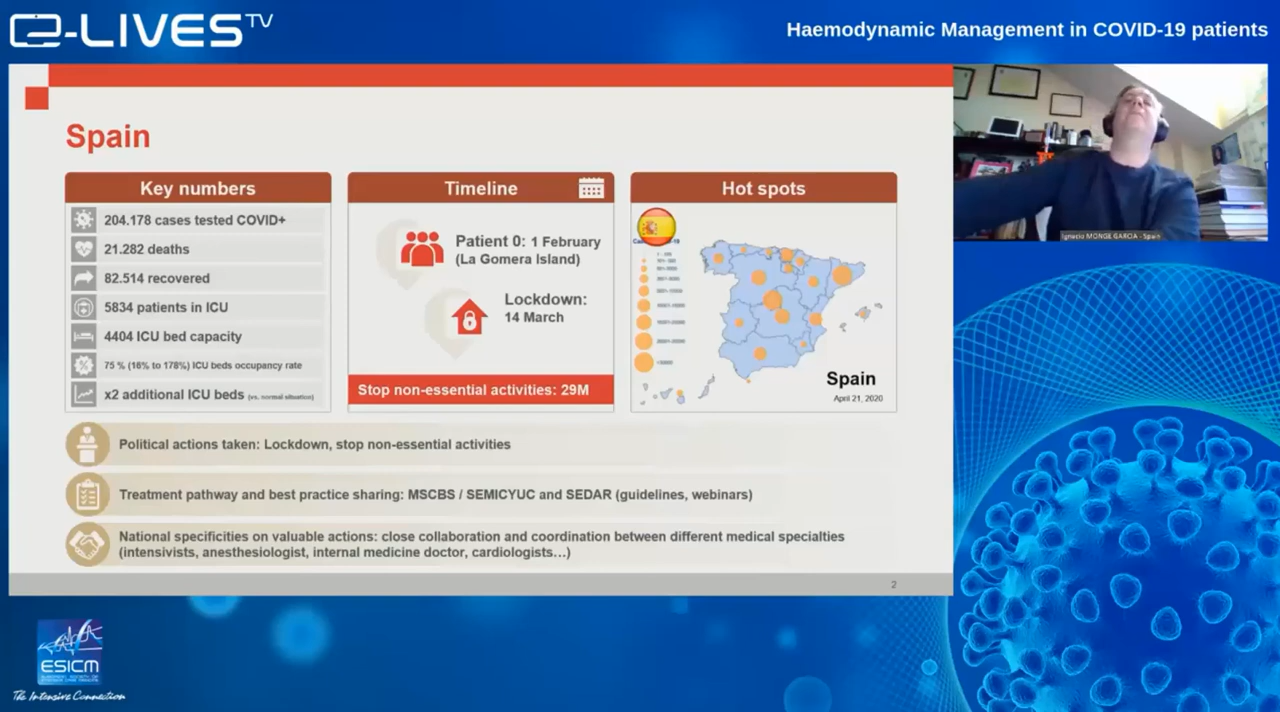 e-LIVES TV
Haemodynamic Management in COVID-19 patients
Spain
Key numbers
204.178 cases tested COVID+
21.282 deaths
82.514 recovered
5834 patients in ICU
4404 ICU bed capacity
75 % (16% to 178%) ICU beds occupancy rate
x2 additional ICU beds (vs. normal situation)
Timeline
Patient 0: 1 February
(La Gomera Island)
Lockdown:
14 March
Stop non-essential activities: 29M
Hot spots
Spain
April 21, 2020
Ignacio MONGE GARCIA - Spain
Political actions taken: Lockdown, stop non-essential activities
Treatment pathway and best practice sharing: MSCBS / SEMICYUC and SEDAR (guidelines, webinars)
National specificities on valuable actions: close collaboration and coordination between different medical specialties
(intensivists, anesthesiologist, internal medicine doctor, cardiologists…)
2
ESICM
The Intensive Connection